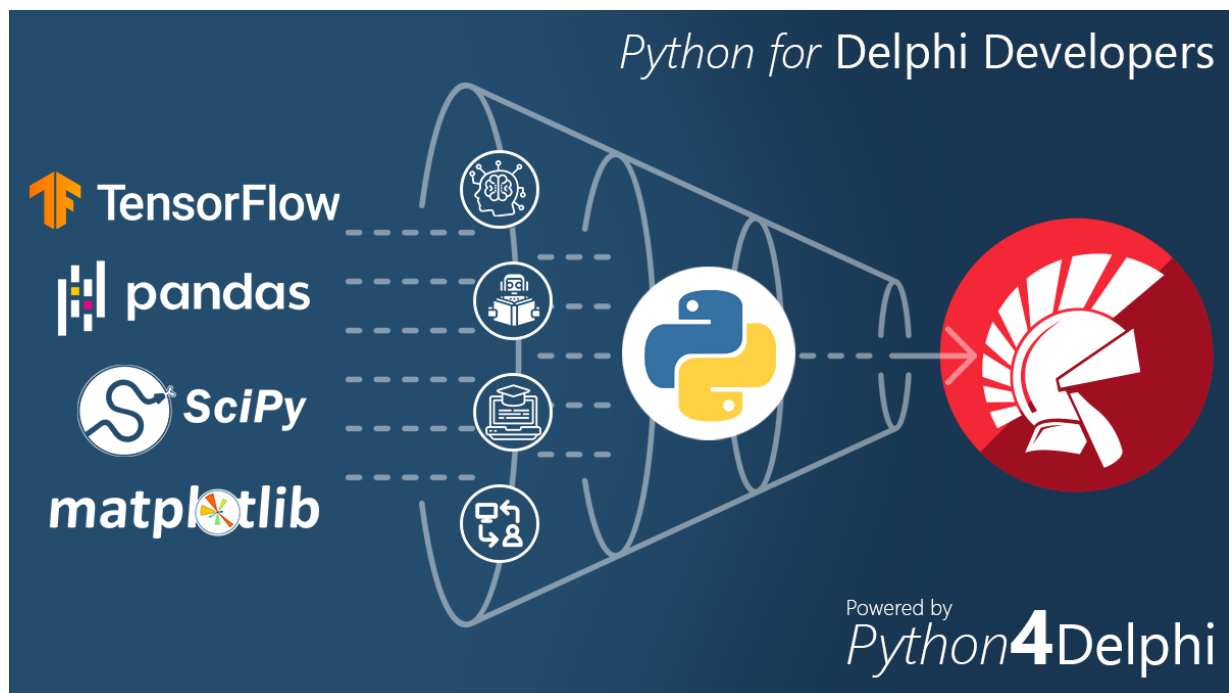 Python for Delphi Developers
TensorFlow
pandas
SciPy
matplotlib
Powered by
Python4Delphi